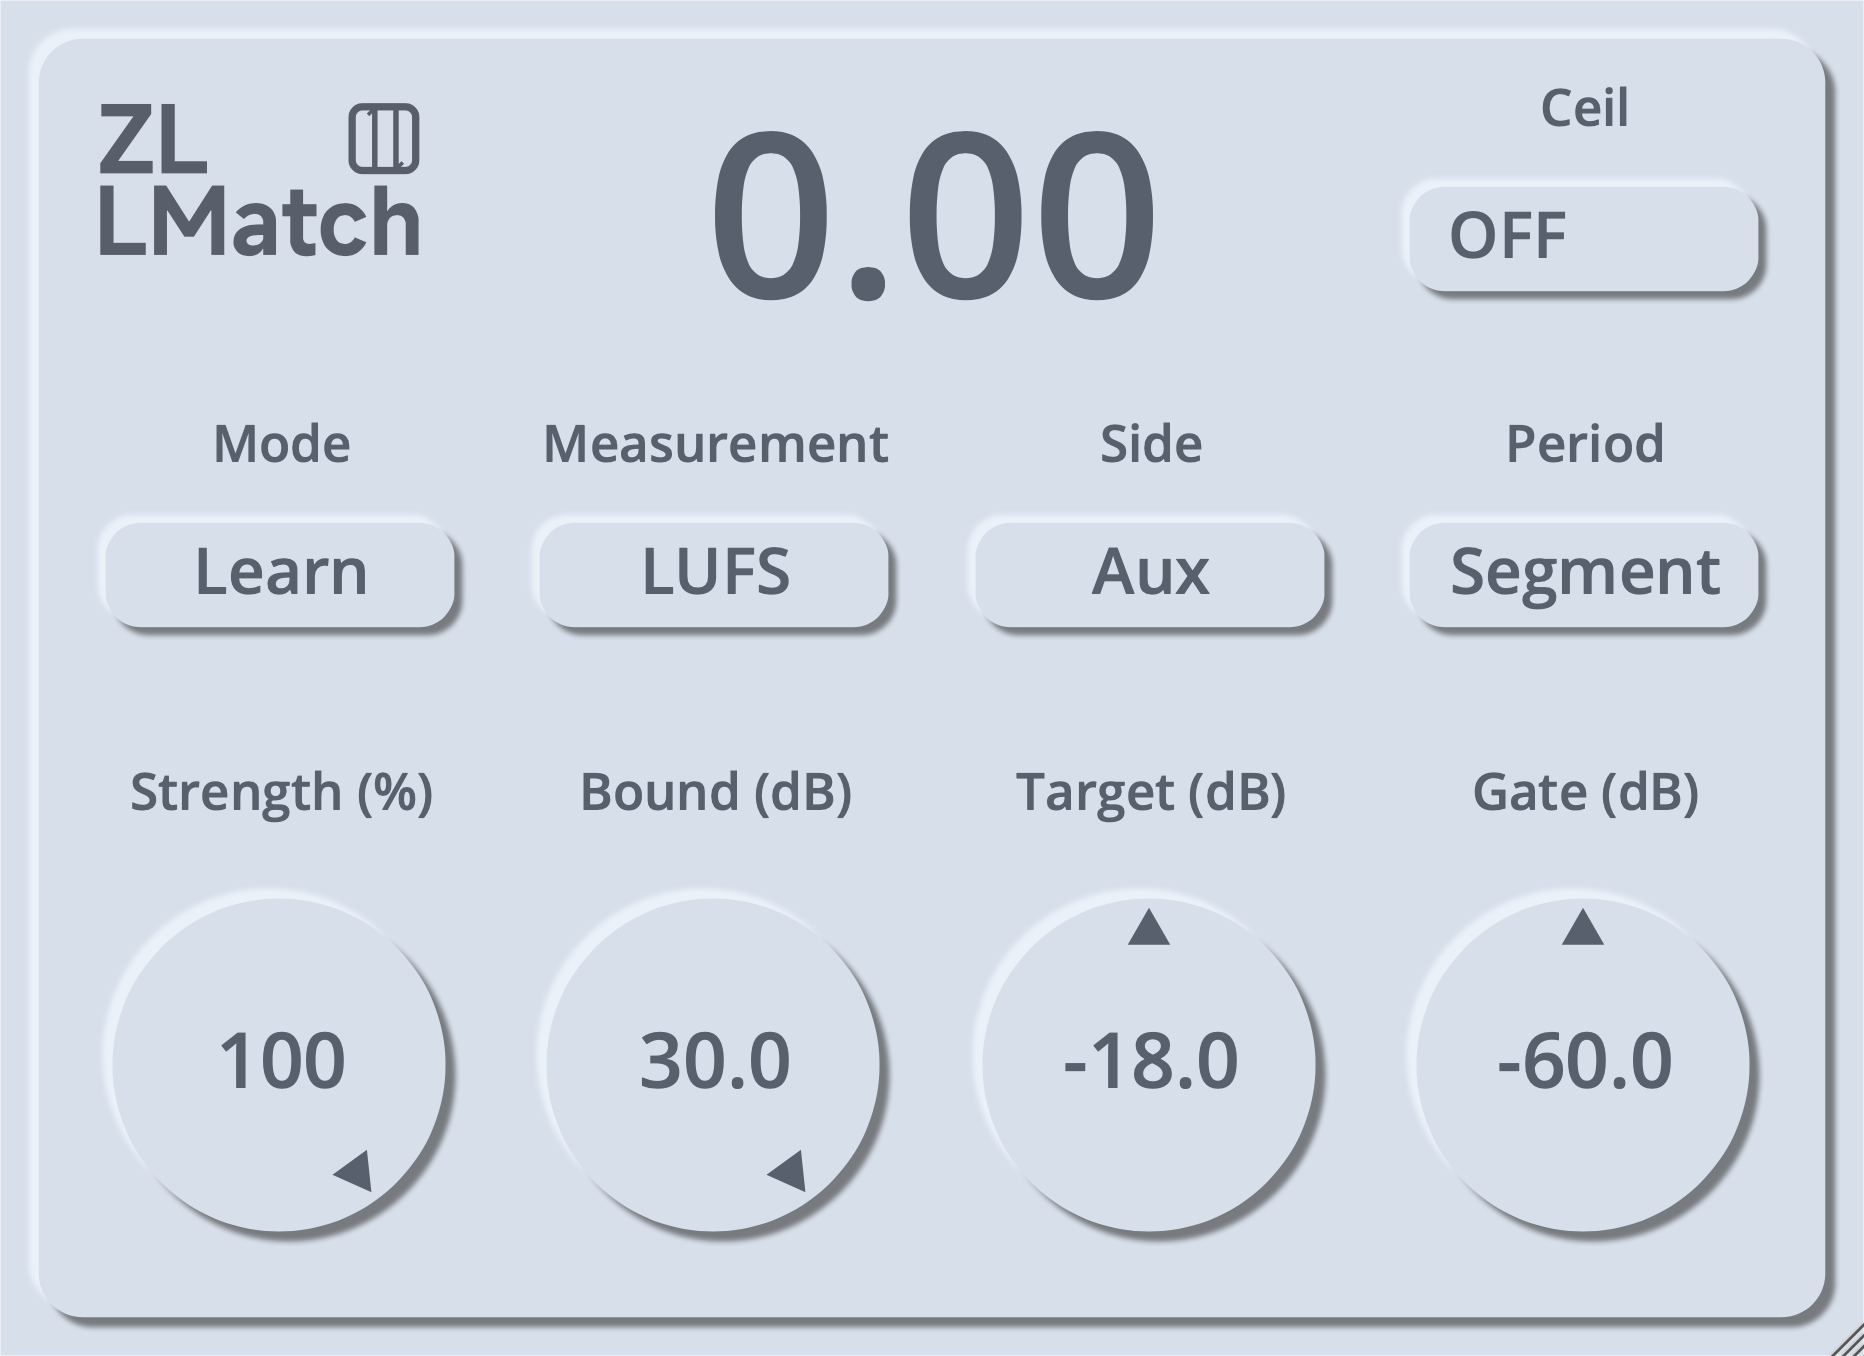 ZL
LMatch
0.00
Ceil
OFF
Mode
Measurement
Side
Period
Learn
LUFS
Aux
Segment
Strength (%)
Bound (dB)
Target (dB)
Gate (dB)
100
30.0
-18.0
-60.0